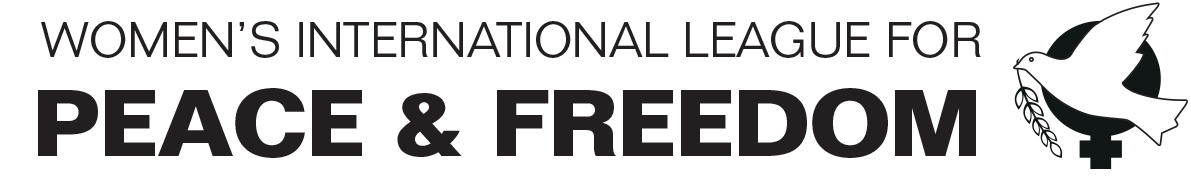 WOMEN'S INTERNATIONAL LEAGUE FOR
PEACE & FREEDOM